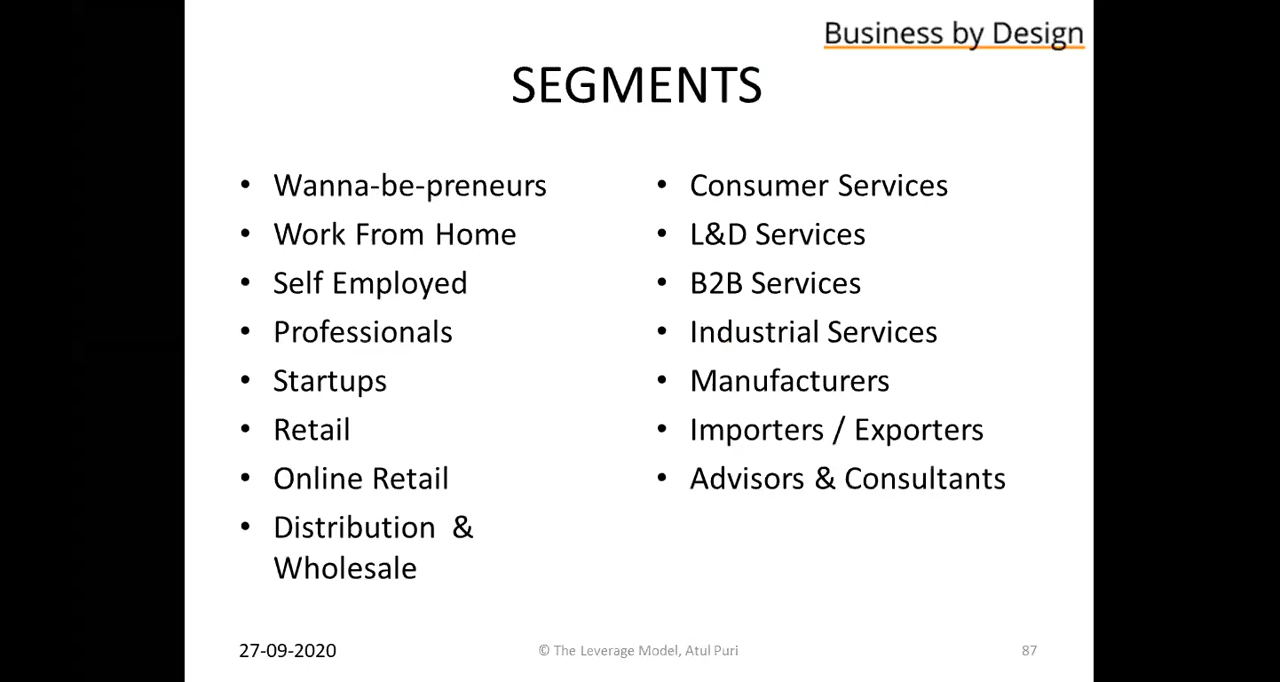 Business by Design
SEGMENTS
• Wanna-be-preneurs
• Work From Home
• Self Employed
• Professionals
• Startups
• Retail
• Online Retail
• Distribution &
Wholesale
• Consumer Services
• L&D Services
• B2B Services
• Industrial Services
• Manufacturers
• Importers / Exporters
• Advisors & Consultants
27-09-2020
© The Leverage Model, Atul Puri
87